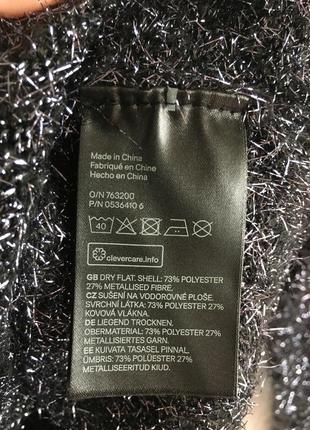 Made in China
Fabriqué en Chine
Hecho en China
O/N 763200
P/N 0536410 6
40
clevercare.info
GB DRY FLAT. SHELL: 73% POLYESTER
27% METALLISED FIBRE.
CZ SUŠENÍ NA VODOROVNÉ PLOŠE.
SVRCHNÍ LÁTKA: 73% POLYESTER 27%
KOVOVÁ VLÁKNA.
DE LIEGEND TROCKNEN.
OBERMATERIAL: 73% POLYESTER 27%
METALLISIERTES GARN.
EE KUIVATA TASASEL PINNAL.
ÜMBRIS: 73% POLÜESTER 27%
METALLISEERITUD KIUD.